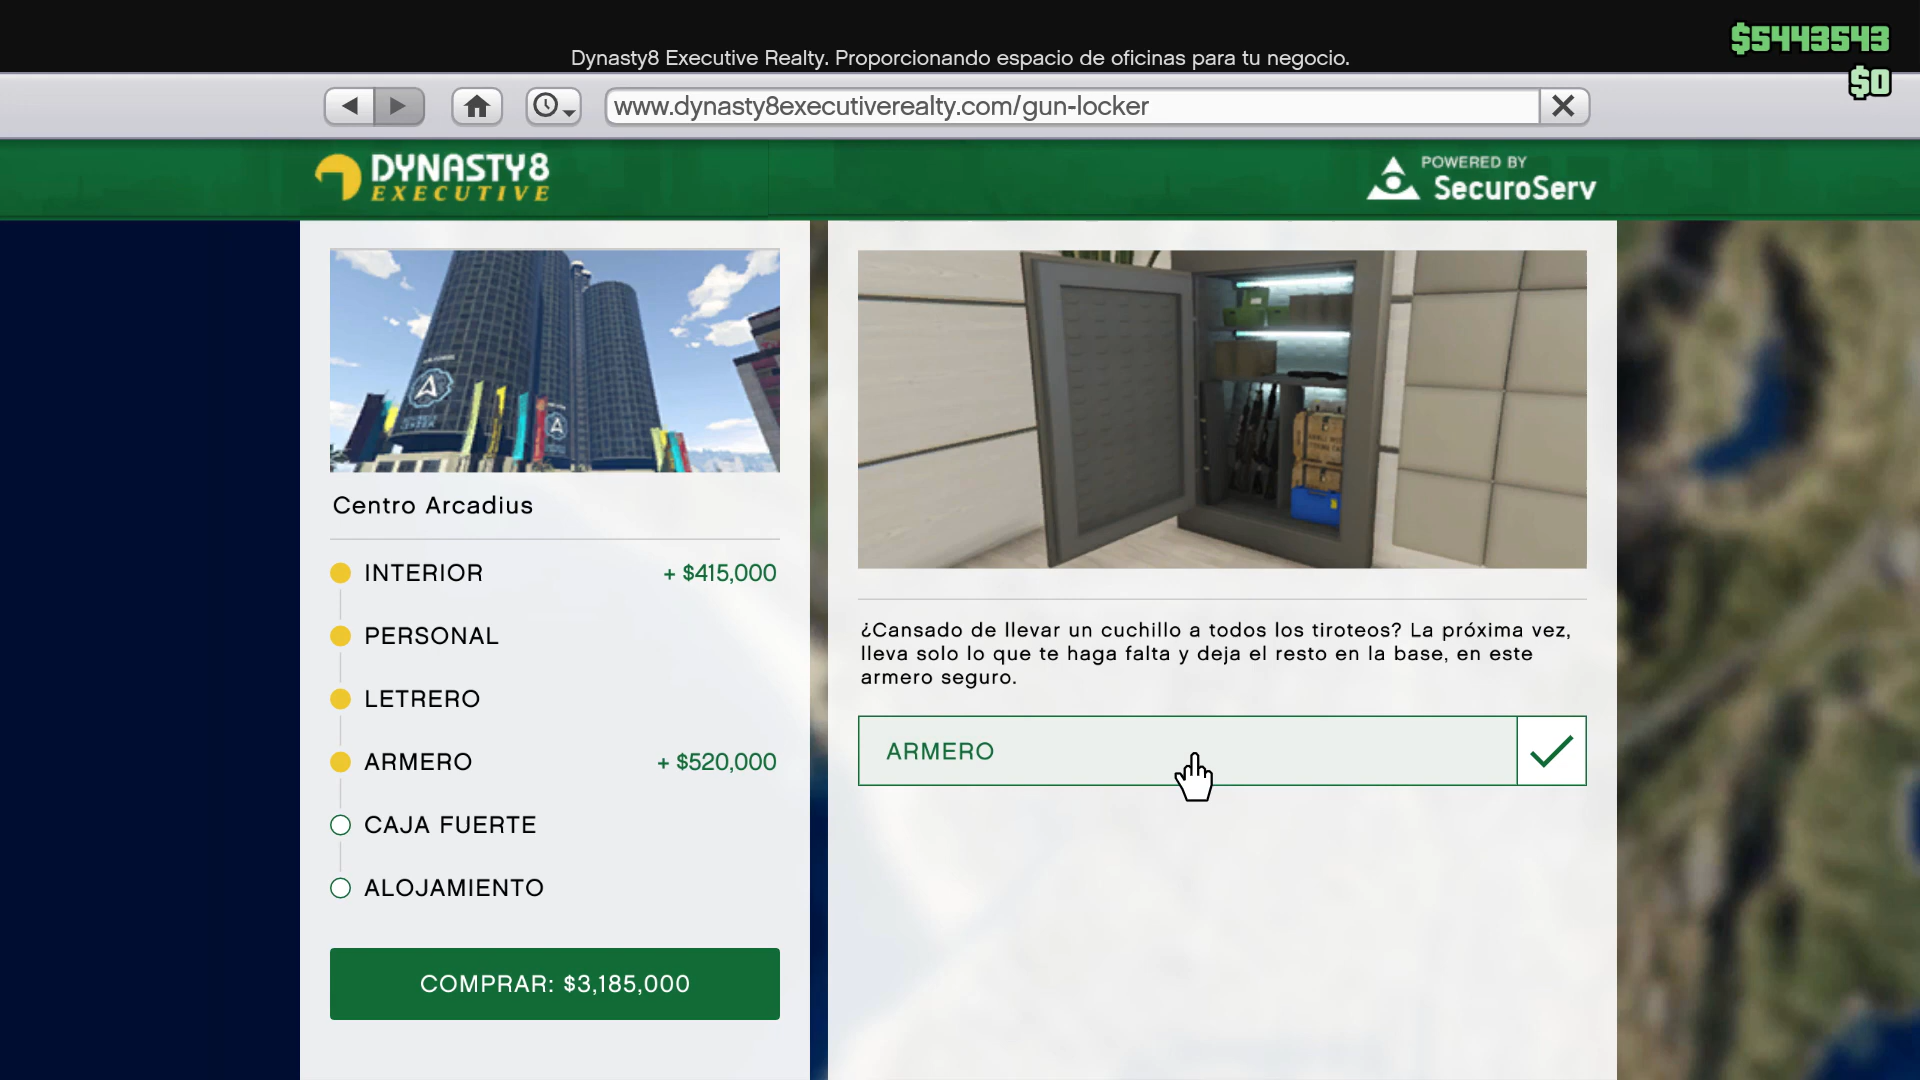 $5443543
Dynasty8 Executive Realty. Proporcionando espacio de oficinas para tu negocio.
$0
www.dynasty8executiverealty.com/gun-locker
DYNASTY8
EXECUTIVE
POWERED BY
SecuroServ
Centro Arcadius
INTERIOR + $415,000
PERSONAL
LETRERO
ARMERO + $520,000
CAJA FUERTE
ALOJAMIENTO
COMPRAR: $3,185,000
¿Cansado de llevar un cuchillo a todos los tiroteos? La próxima vez,
lleva solo lo que te haga falta y deja el resto en la base, en este
armero seguro.
ARMERO